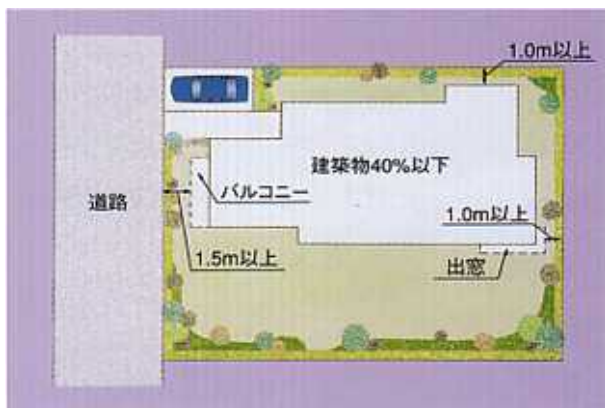 1.0m以上
建築物40%以下
道路
バルコニー
1.0m以上
1.5m以上
出窓